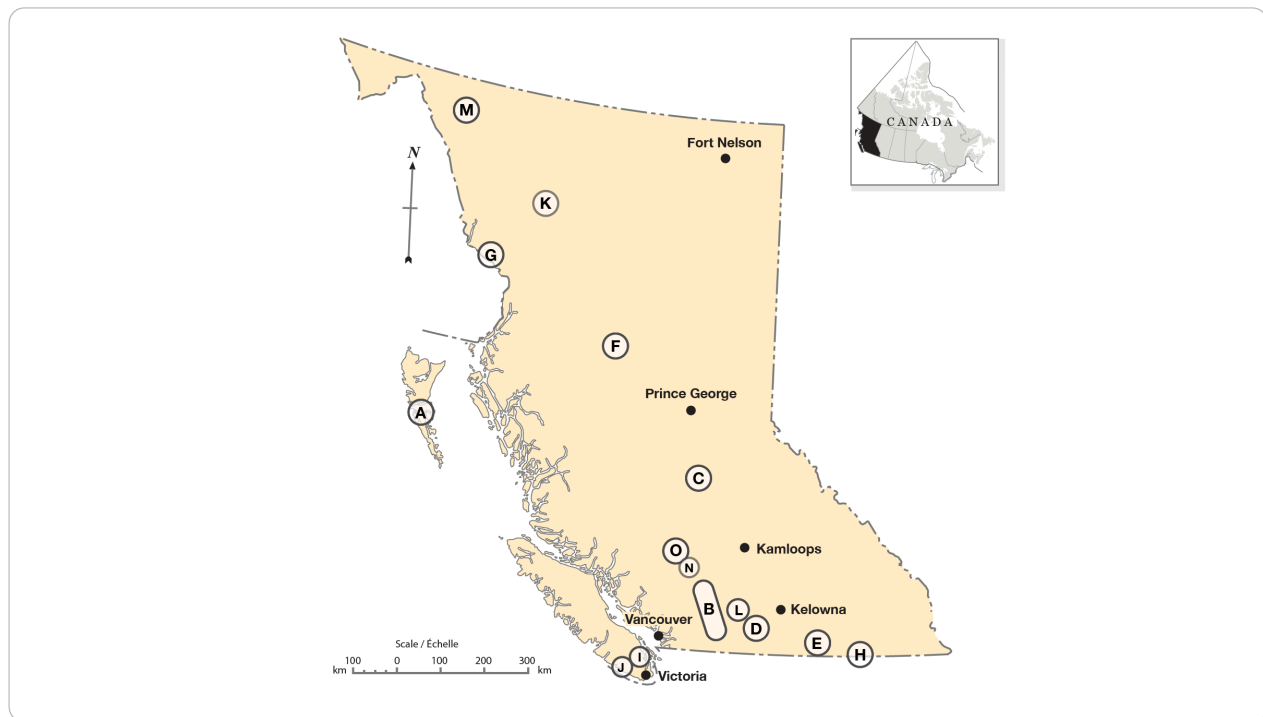 M
CANADA
Fort Nelson
N
K
G
F
Prince George
A
C
O
Kamloops
N
B
L
Kelowna
Vancouver
D
E
Scale / Échelle
H
I
J
100 0 100 200 300
km km
Victoria